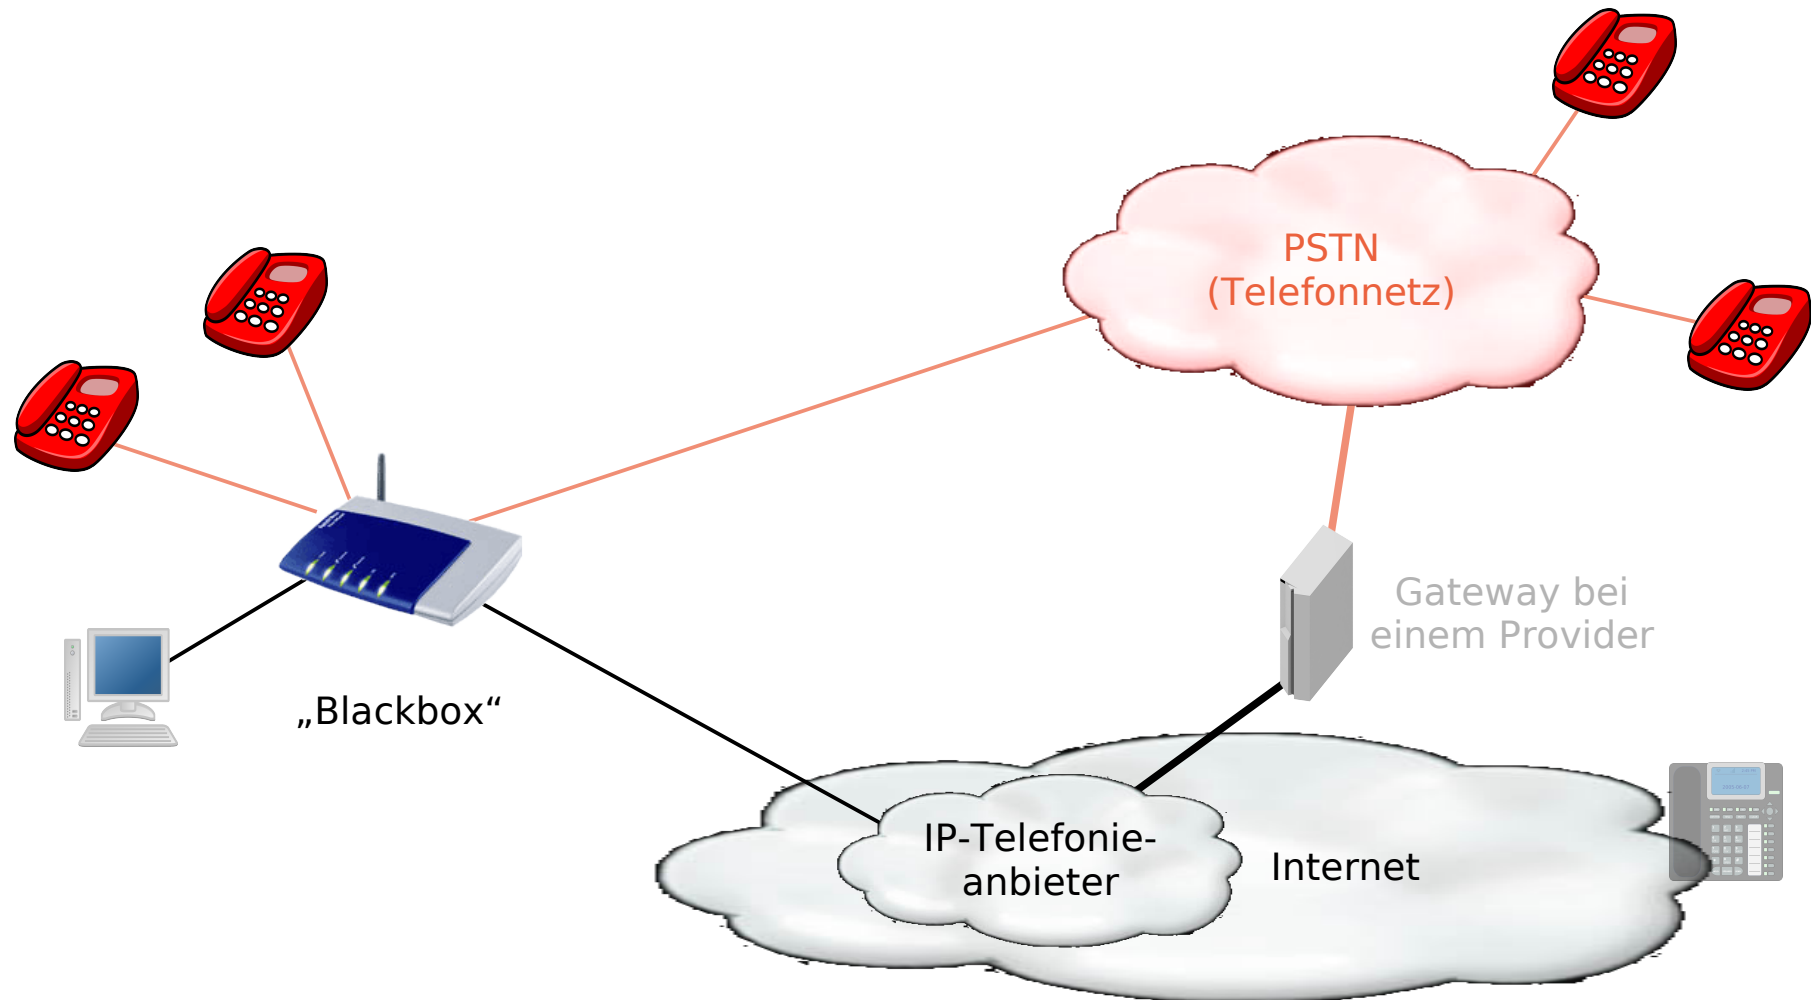 PSTN
(Telefonnetz)
Gateway bei
einem Provider
„Blackbox“
IP-Telefonie-
anbieter
Internet